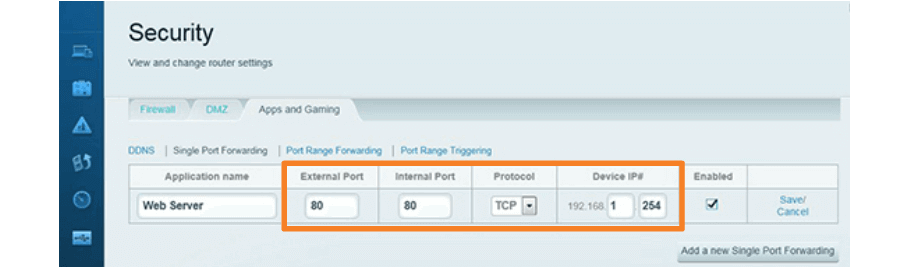 Security
View and change router settings
Firewall DMZ Apps and Gaming
DDNS | Single Port Forwarding | Port Range Forwarding | Port Range Triggering
Application name External Port Internal Port Protocol Device IP# Enabled
Web Server 80 80 TCP 192.168. 1 . 254 Save/
Cancel
Add a new Single Port Forwarding